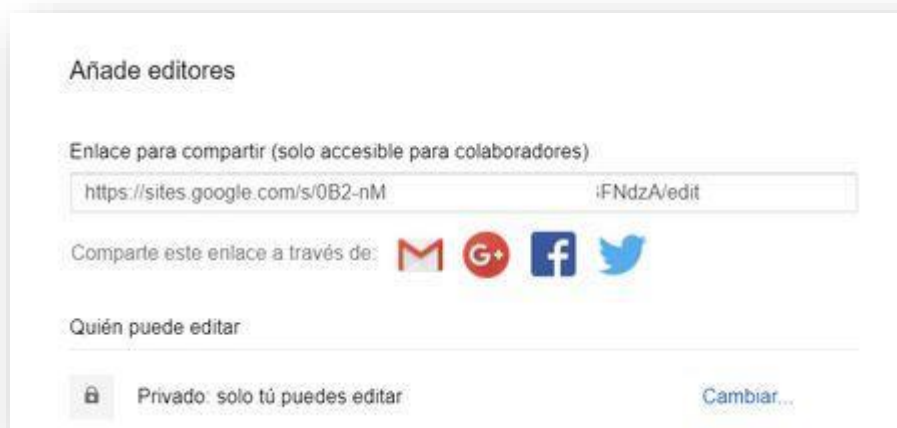 Añade editores
Enlace para compartir (solo accesible para colaboradores)
https://sites.google.com/s/0B2-nM FNdzA/edit
Comparte este enlace a través de: M G+ f
Quién puede editar
Privado: solo tú puedes editar Cambiar...